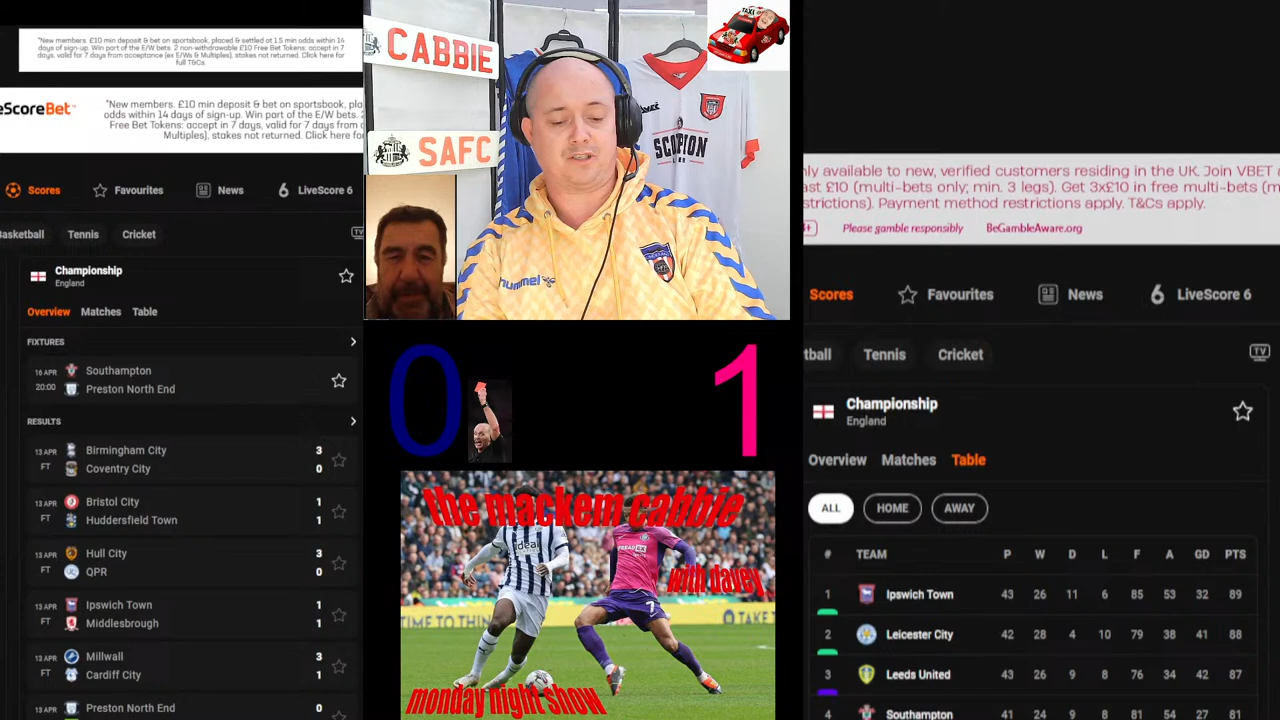 *New members. £10 min deposit & bet on sportsbook, placed & settled at 1.5 min odds within 14
days of sign-up. Win part of the E/W bets. 2 non-withdrawable £10 Free Bet Tokens: accept in 7
days, valid for 7 days from acceptance (ex E/Ws & Multiples), stakes not returned. Click here for
full T&Cs.
eScoreBet
*New members. £10 min deposit & bet on sportsbook, pla
odds within 14 days of sign-up. Win part of the E/W bets. 2
Free Bet Tokens: accept in 7 days, valid for 7 days from
Multiples), stakes not returned. Click here for
Scores
Favourites
News
6 LiveScore 6
Basketball
Tennis
Cricket
Championship
England
Overview
Matches
Table
FIXTURES
16 APR
20:00
Southampton
Preston North End
RESULTS
13 APR
FT
Birmingham City 3
Coventry City 0
13 APR
FT
Bristol City 1
Huddersfield Town 1
13 APR
FT
Hull City 3
QPR 0
13 APR
FT
Ipswich Town 1
Middlesbrough 1
13 APR
FT
Millwall 3
Cardiff City 1
13 APR
Preston North End 0
CABBIE
SAFC
TAXI
SCORPION
hummel
0 1
the mackem cabbie
with davey
monday night show
ideal
7
TIME TO THIN
TAKE T
nly available to new, verified customers residing in the UK. Join VBET
ast £10 (multi-bets only; min. 3 legs). Get 3x£10 in free multi-bets (m
strictions). Payment method restrictions apply. T&Cs apply.
Please gamble responsibly
BeGambleAware.org
Scores
Favourites
News
6 LiveScore 6
tball
Tennis
Cricket
TV
Championship
England
Overview
Matches
Table
ALL
HOME
AWAY
# TEAM P W D L F A GD PTS
1 Ipswich Town 43 26 11 6 85 53 32 89
2 Leicester City 42 28 4 10 79 38 41 88
3 Leeds United 43 26 9 8 76 34 42 87
4 Southampton 41 24 9 8 81 54 27 81